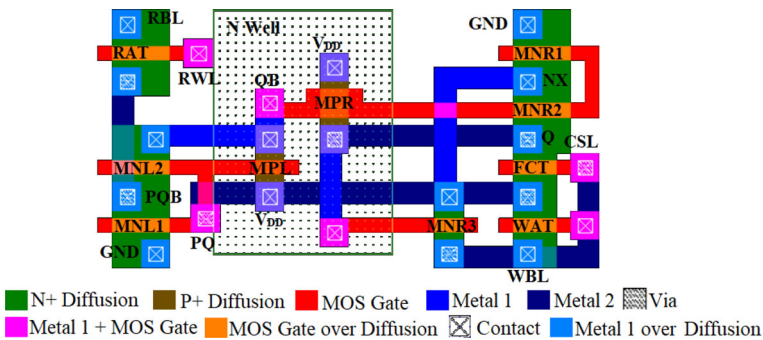 RBL
N Well
GND
VDD
RAT
MNR1
RWL
QB
NX
MPR
MNR2
Q
CSL
MNL2
MPL
FCT
PQB
MNL1
PQ
VDD
MNR3
WAT
GND
WBL
N+ Diffusion
P+ Diffusion
MOS Gate
Metal 1
Metal 2
Via
Metal 1 + MOS Gate
MOS Gate over Diffusion
Contact
Metal 1 over Diffusion